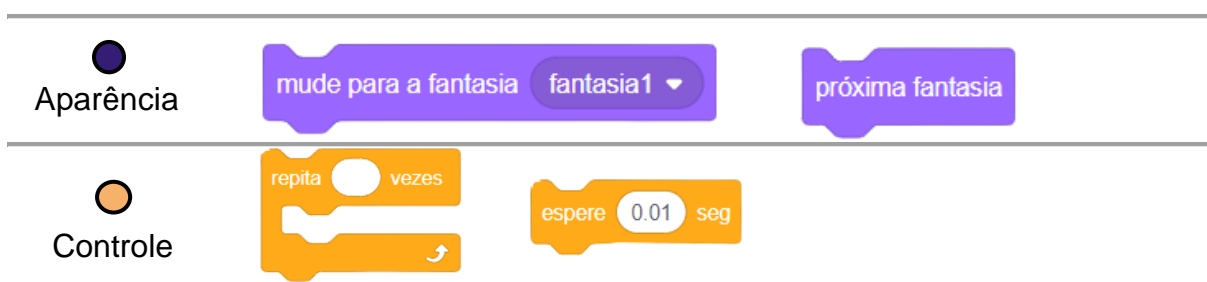 Aparência
mude para a fantasia fantasia1
próxima fantasia
Controle
repita vezes
espere 0.01 seg